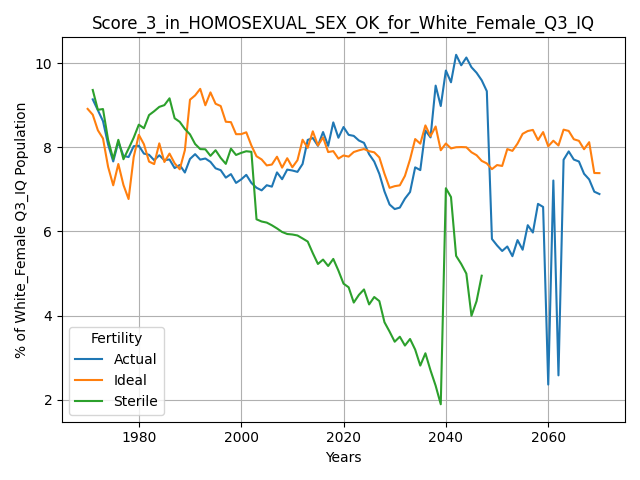 Score_3_in_HOMOSEXUAL_SEX_OK_for_White_Female_Q3_IQ
% of White_Female Q3_IQ Population
10
8
6
4
2
Fertility
Actual
Ideal
Sterile
1980 2000 2020 2040 2060
Years